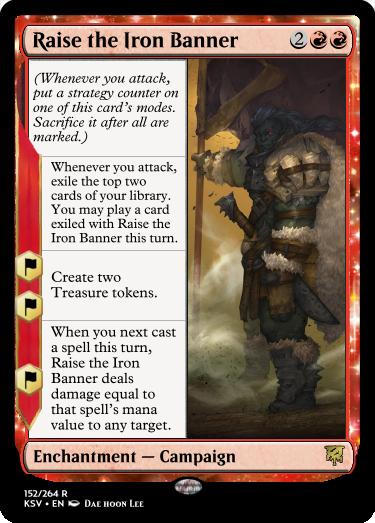 Raise the Iron Banner 2
(Whenever you attack,
put a strategy counter on
one of this card's modes.
Sacrifice it after all are
marked.)
Whenever you attack,
exile the top two
cards of your library.
You may play a card
exiled with Raise the
Iron Banner this turn.
Create two
Treasure tokens.
When you next cast
a spell this turn,
Raise the Iron
Banner deals
damage equal to
that spell's mana
value to any target.
Enchantment — Campaign
152/264 R
KSV • EN Dae hoon Lee